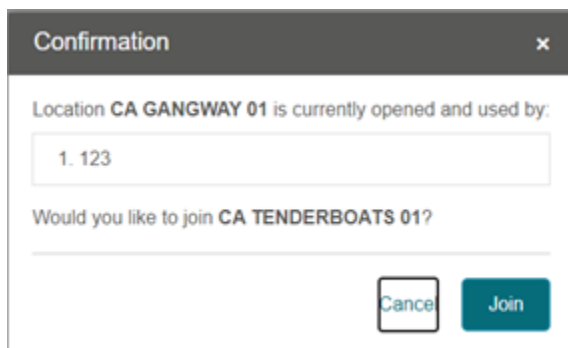 Confirmation ×
Location CA GANGWAY 01 is currently opened and used by:
1. 123
Would you like to join CA TENDERBOATS 01?
Cancel Join